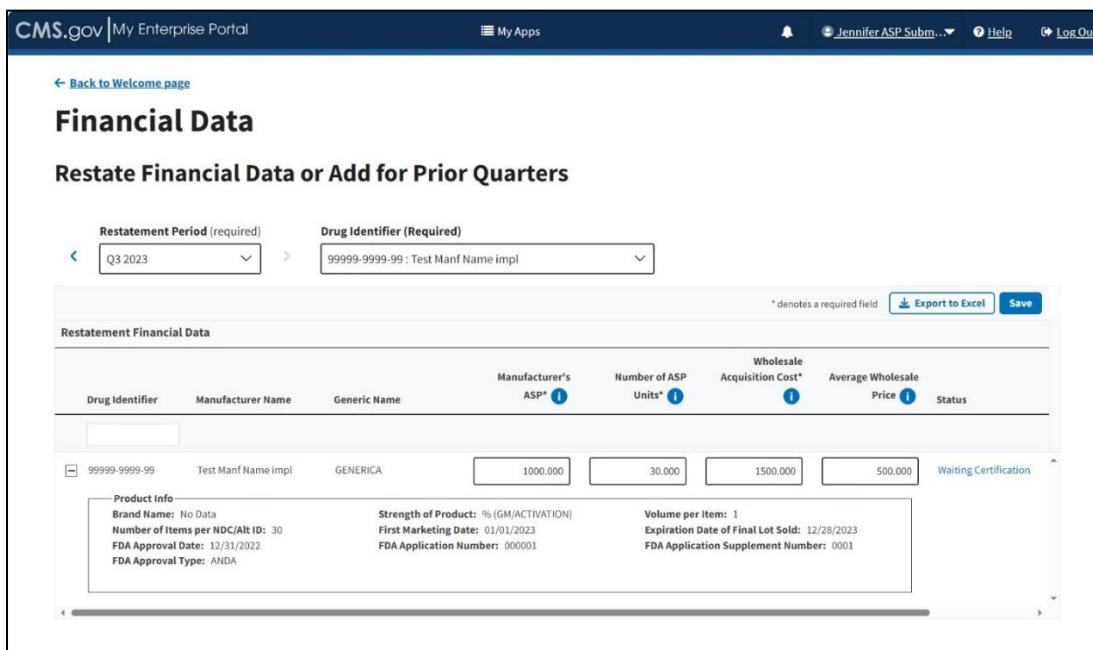 CMS.gov My Enterprise Portal My Apps Jennifer ASP Subm... Help Log Ou
Back to Welcome page
Financial Data
Restate Financial Data or Add for Prior Quarters
Restatement Period (required) Drug Identifier (Required)
Q3 2023 99999-9999-99 : Test Manf Name impl
* denotes a required field Export to Excel Save
Restatement Financial Data
Drug Identifier Manufacturer Name Generic Name Manufacturer's ASP* Number of ASP Units* Wholesale Acquisition Cost* Average Wholesale Price Status
99999-9999-99 Test Manf Name impl GENERICA 1000.000 30.000 1500.000 500.000 Waiting Certification
Product Info
Brand Name: No Data Strength of Product: % (GM/ACTIVATION) Volume per Item: 1
Number of Items per NDC/Alt ID: 30 First Marketing Date: 01/01/2023 Expiration Date of Final Lot Sold: 12/28/2023
FDA Approval Date: 12/31/2022 FDA Application Number: 000001 FDA Application Supplement Number: 0001
FDA Approval Type: ANDA